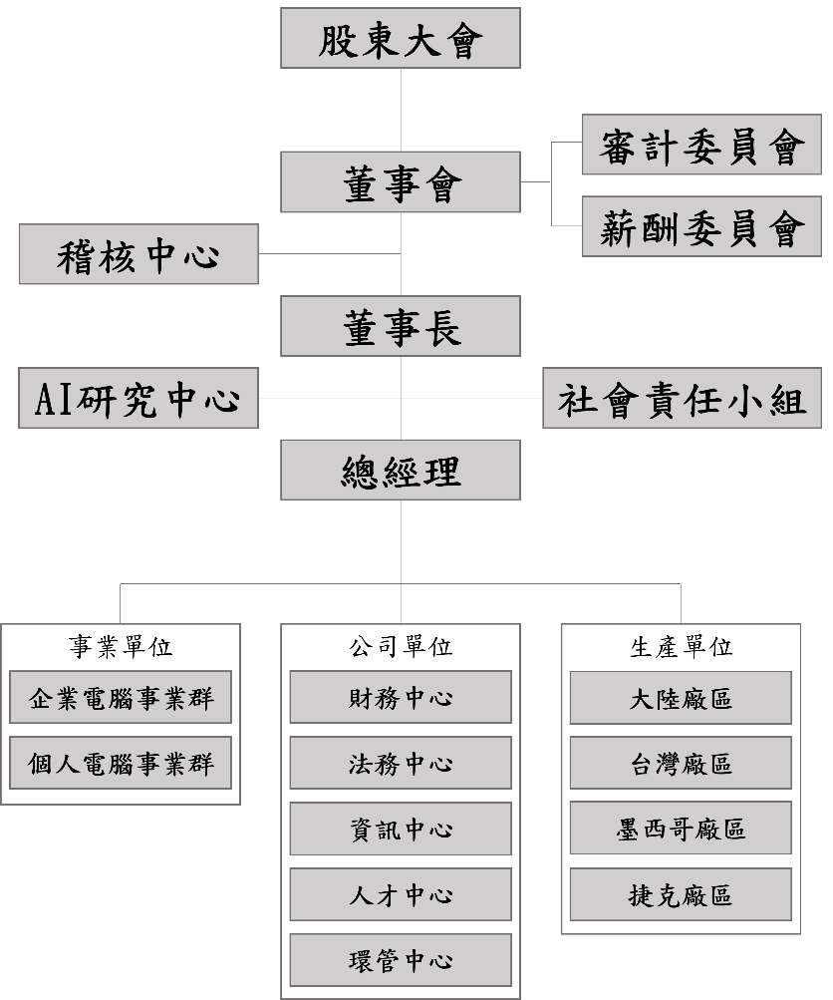 股東大會
審計委員會
董事會
薪酬委員會
稽核中心
董事長
AI研究中心
社會責任小組
總經理
事業單位
企業電腦事業群
個人電腦事業群
公司單位
財務中心
法務中心
資訊中心
人才中心
環管中心
生產單位
大陸廠區
台灣廠區
墨西哥廠區
捷克廠區